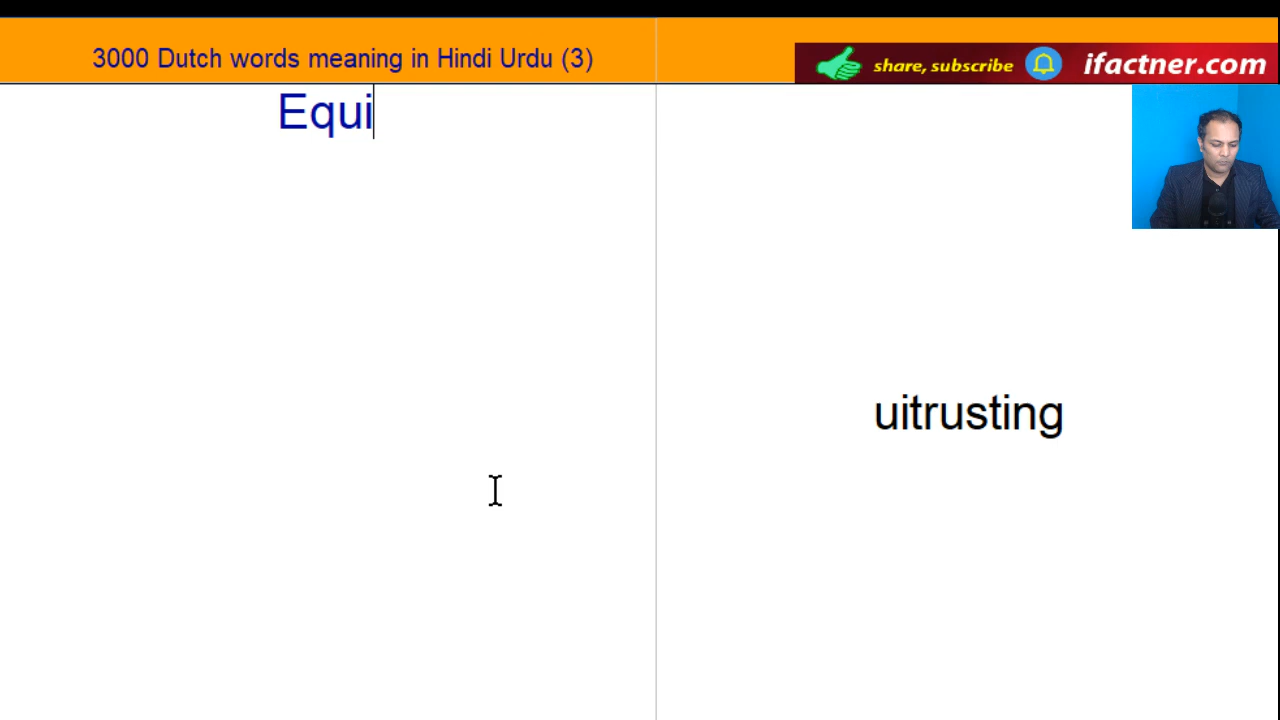 3000 Dutch words meaning in Hindi Urdu (3)
share, subscribe
ifactner.com
Equi
uitrusting